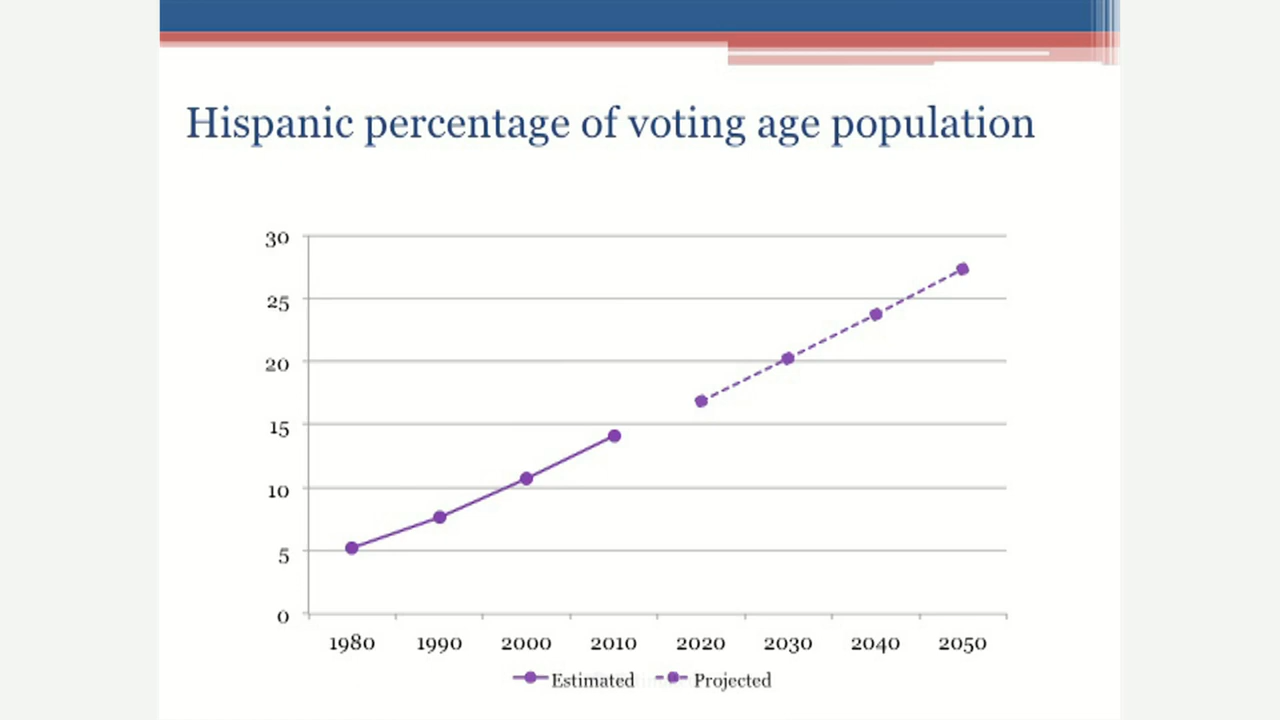 Hispanic percentage of voting age population
30
25
20
15
10
5
0
1980 1990 2000 2010 2020 2030 2040 2050
Estimated Projected